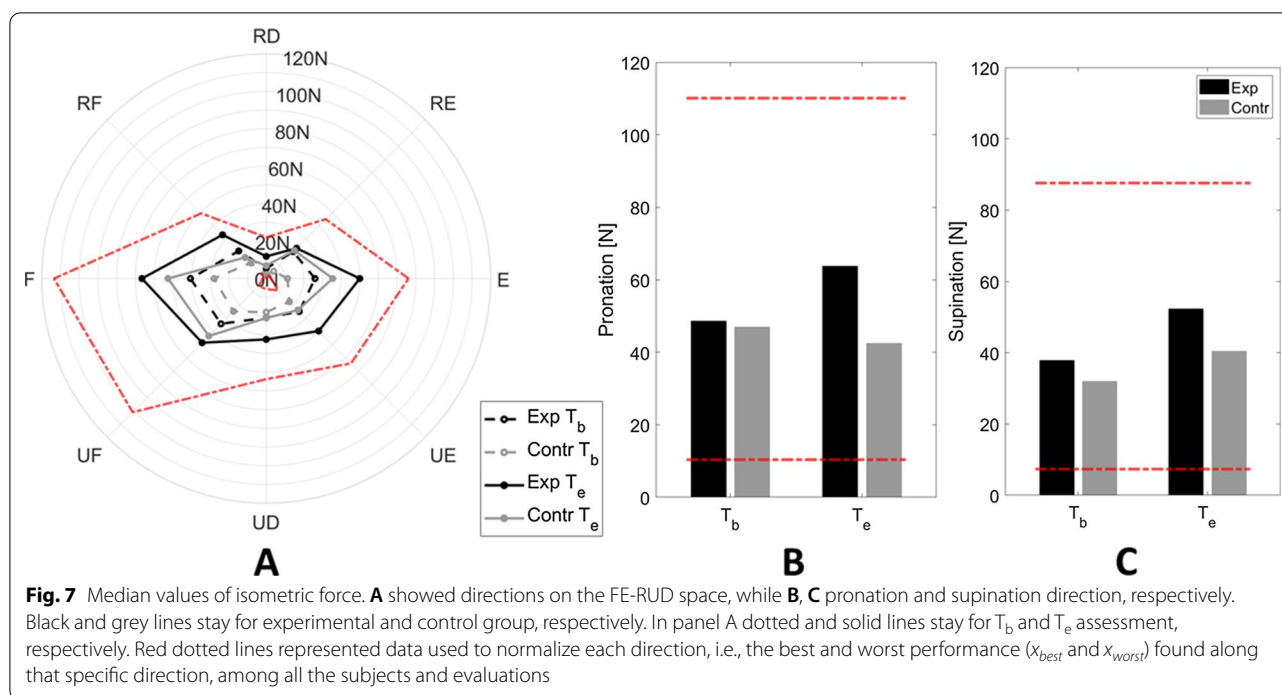 RD
120N
100N
80N
60N
40N
20N
0N
RF
RE
F
E
UF
UE
UD
Exp T_b
Contr T_b
Exp T_e
Contr T_e
A
120
100
80
60
40
20
0
Pronation [N]
T_b
T_e
B
120
100
80
60
40
20
0
Supination [N]
Exp
Contr
T_b
T_e
C
Fig. 7 Median values of isometric force. A showed directions on the FE-RUD space, while B, C pronation and supination direction, respectively.
Black and grey lines stay for experimental and control group, respectively. In panel A dotted and solid lines stay for T_b and T_e assessment,
respectively. Red dotted lines represented data used to normalize each direction, i.e., the best and worst performance (x_best and x_worst) found along
that specific direction, among all the subjects and evaluations